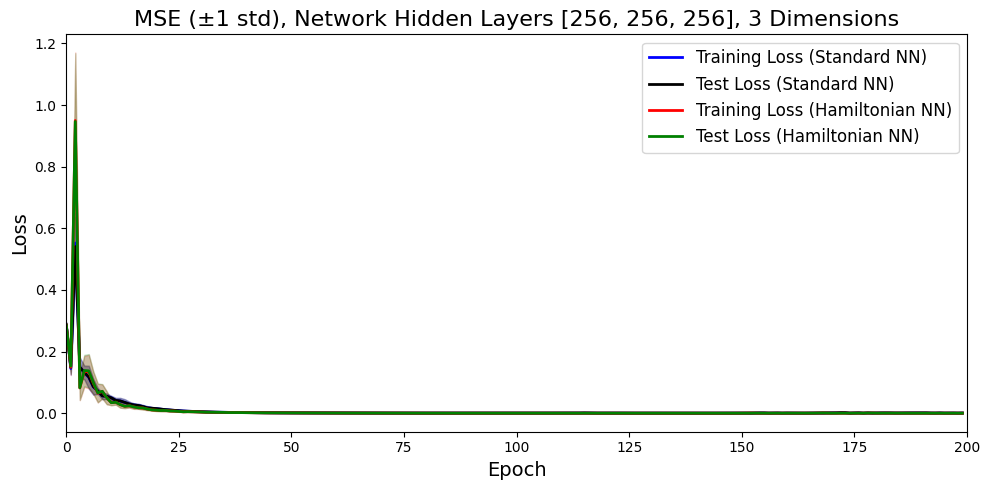 MSE (±1 std), Network Hidden Layers [256, 256, 256], 3 Dimensions
Training Loss (Standard NN)
Test Loss (Standard NN)
Training Loss (Hamiltonian NN)
Test Loss (Hamiltonian NN)
Loss
1.2
1.0
0.8
0.6
0.4
0.2
0.0
0 25 50 75 100 125 150 175 200
Epoch